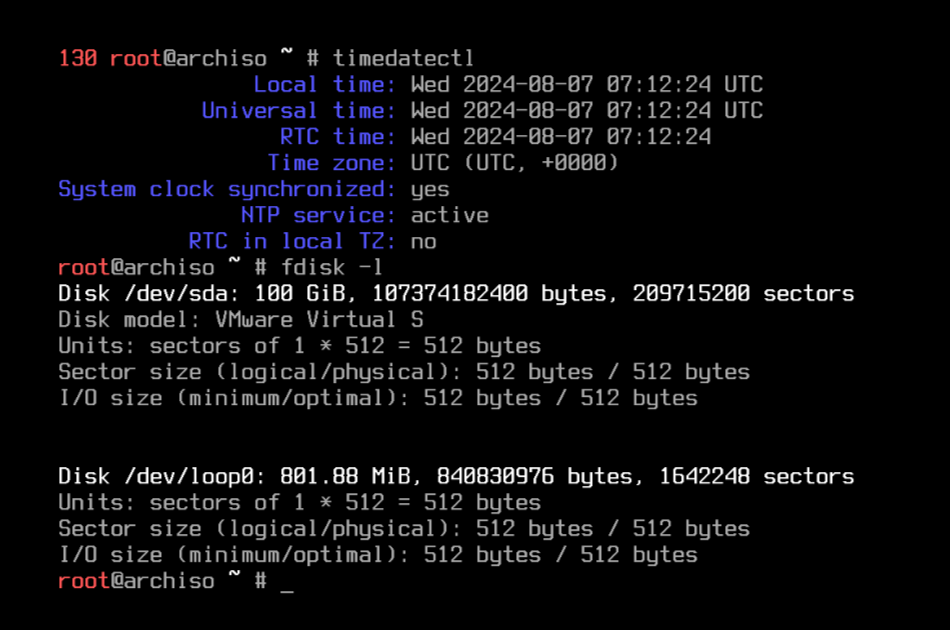 130 root@archiso ~ # timedatectl
Local time: Wed 2024-08-07 07:12:24 UTC
Universal time: Wed 2024-08-07 07:12:24 UTC
RTC time: Wed 2024-08-07 07:12:24
Time zone: UTC (UTC, +0000)
System clock synchronized: yes
NTP service: active
RTC in local TZ: no
root@archiso ~ # fdisk -l
Disk /dev/sda: 100 GiB, 107374182400 bytes, 209715200 sectors
Disk model: VMware Virtual S
Units: sectors of 1 * 512 = 512 bytes
Sector size (logical/physical): 512 bytes / 512 bytes
I/O size (minimum/optimal): 512 bytes / 512 bytes
Disk /dev/loop0: 801.88 MiB, 840830976 bytes, 1642248 sectors
Units: sectors of 1 * 512 = 512 bytes
Sector size (logical/physical): 512 bytes / 512 bytes
I/O size (minimum/optimal): 512 bytes / 512 bytes
root@archiso ~ # _